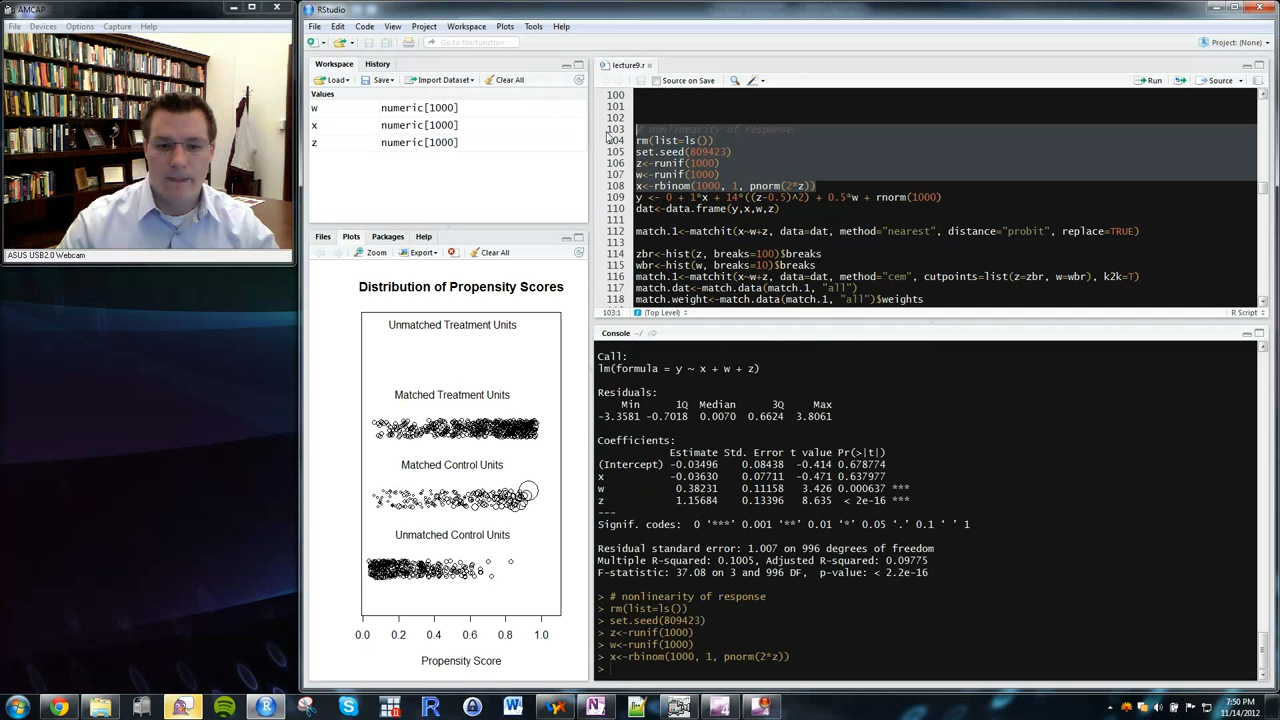 AMCAP
File Devices Options Capture Help
ASUS USB2.0 Webcam
RStudio
File Edit Code View Project Workspace Plots Tools Help
Go to file/function
Project: (None)
Workspace History
Load Save Import Dataset Clear All
Values
w numeric[1000]
x numeric[1000]
z numeric[1000]
Files Plots Packages Help
Zoom Export Clear All
Distribution of Propensity Scores
Unmatched Treatment Units
Matched Treatment Units
Matched Control Units
Unmatched Control Units
0.0 0.2 0.4 0.6 0.8 1.0
Propensity Score
lecture9.r
Source on Save Run Source
100
101
102
103 # nonlinearity of response
104 rm(list=ls())
105 set.seed(809423)
106 z<-runif(1000)
107 w<-runif(1000)
108 x<-rbinom(1000, 1, pnorm(2*z))
109 y <- 0 + 1*x + 14*((z-0.5)^2) + 0.5*w + rnorm(1000)
110 dat<-data.frame(y,x,w,z)
111
112 match.1<-matchit(x~w+z, data=dat, method="nearest", distance="probit", replace=TRUE)
113
114 zbr<-hist(z, breaks=100)$breaks
115 wbr<-hist(w, breaks=10)$breaks
116 match.1<-matchit(x~w+z, data=dat, method="cem", cutpoints=list(z=zbr, w=wbr), k2k=T)
117 match.dat<-match.data(match.1, "all")
118 match.weight<-match.data(match.1, "all")$weights
103:1 (Top Level) R Script
Console ~/
Call:
lm(formula = y ~ x + w + z)
Residuals:
Min 1Q Median 3Q Max
-3.3581 -0.7018 0.0070 0.6624 3.8061
Coefficients:
Estimate Std. Error t value Pr(>|t|)
(Intercept) -0.03496 0.08438 -0.414 0.678774
x -0.03630 0.07711 -0.471 0.637977
w 0.38231 0.11158 3.426 0.000637 ***
z 1.15684 0.13396 8.635 < 2e-16 ***
---
Signif. codes: 0 '***' 0.001 '**' 0.01 '*' 0.05 '.' 0.1 ' ' 1
Residual standard error: 1.007 on 996 degrees of freedom
Multiple R-squared: 0.1005, Adjusted R-squared: 0.09775
F-statistic: 37.08 on 3 and 996 DF, p-value: < 2.2e-16
> # nonlinearity of response
> rm(list=ls())
> set.seed(809423)
> z<-runif(1000)
> w<-runif(1000)
> x<-rbinom(1000, 1, pnorm(2*z))
>
7:50 PM
11/14/2012